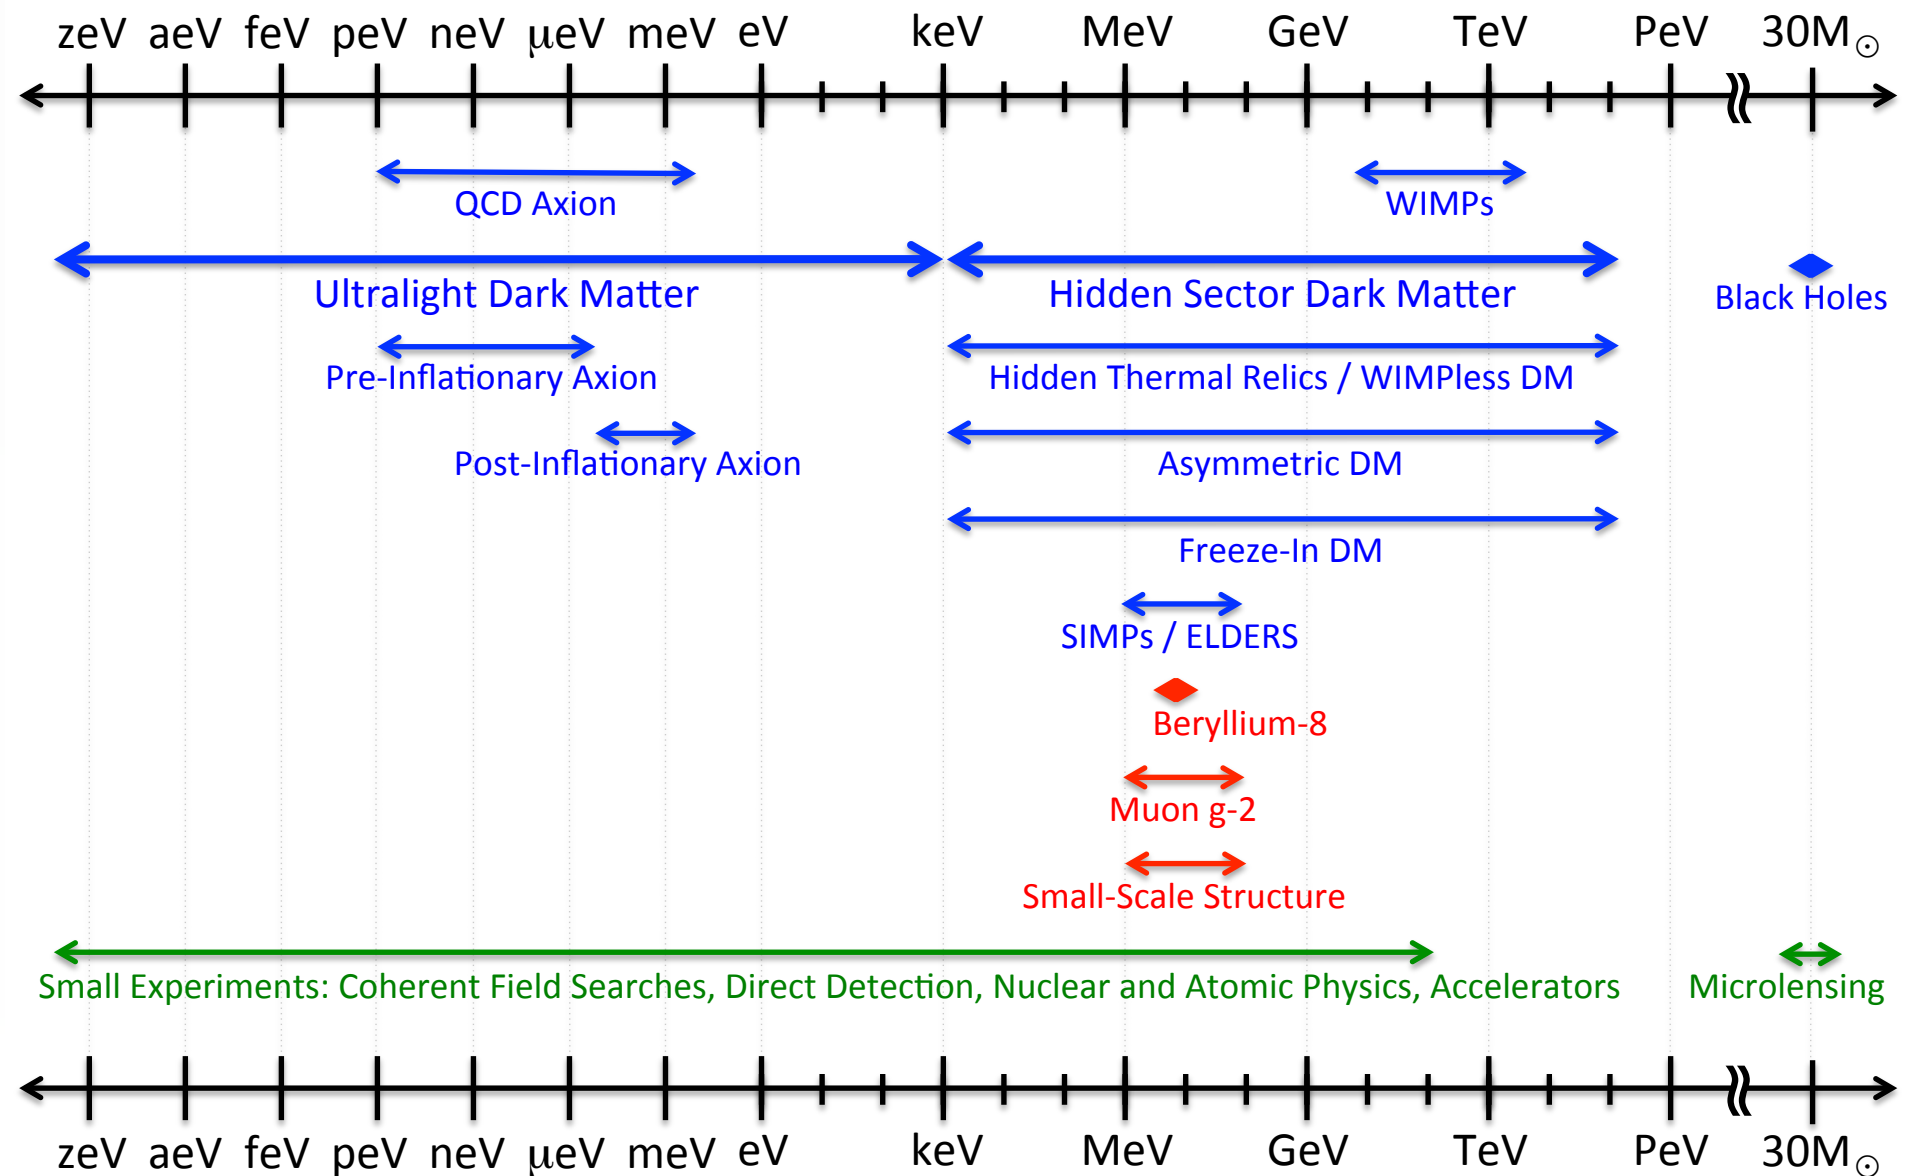 zeV aeV feV peV neV μeV meV eV keV MeV GeV TeV PeV 30M☉
QCD Axion WIMPs
Ultralight Dark Matter Hidden Sector Dark Matter Black Holes
Pre-Inflationary Axion Hidden Thermal Relics / WIMPless DM
Post-Inflationary Axion Asymmetric DM
Freeze-In DM
SIMPs / ELDERS
Beryllium-8
Muon g-2
Small-Scale Structure
Small Experiments: Coherent Field Searches, Direct Detection, Nuclear and Atomic Physics, Accelerators Microlensing
zeV aeV feV peV neV μeV meV eV keV MeV GeV TeV PeV 30M☉